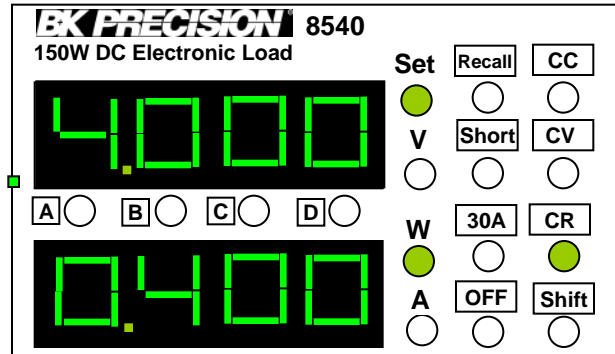 BK PRECISION® 8540
150W DC Electronic Load
Set Recall CC
4.000
V Short CV
A B C D
W 30A CR
0.400
A OFF Shift